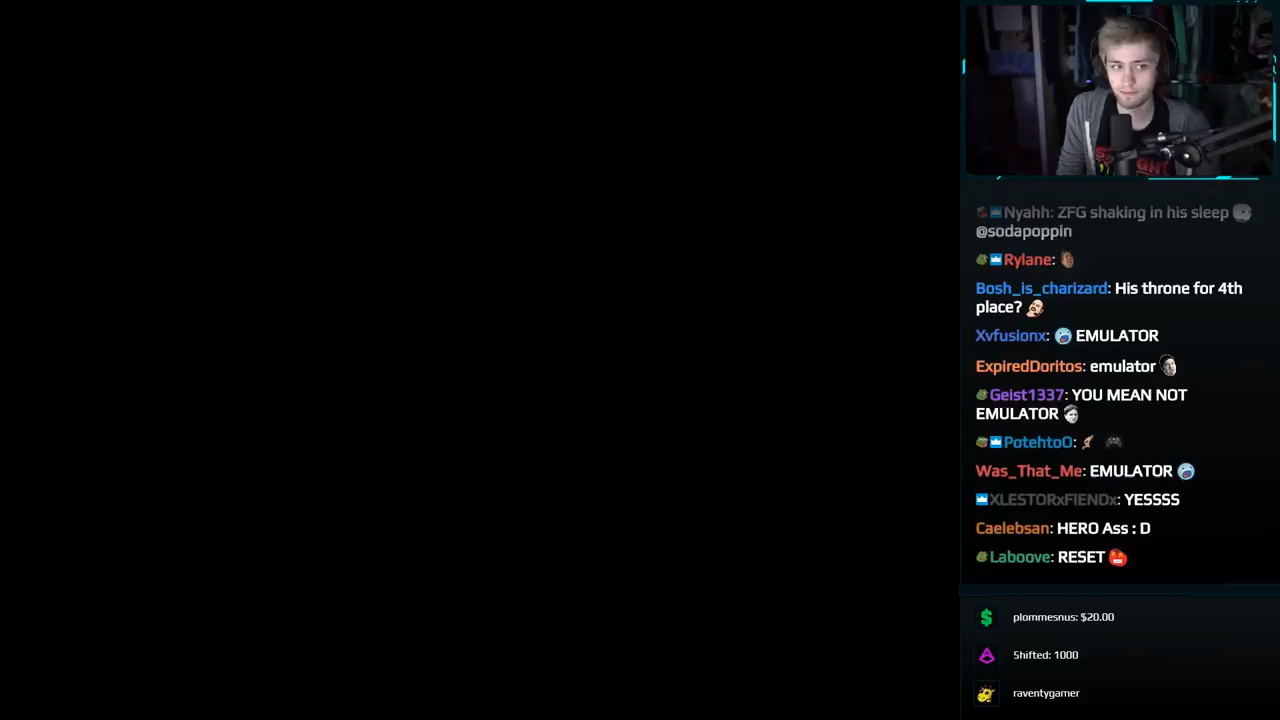 Nyahh: ZFG shaking in his sleep
@sodapoppin
Rylane:
Bosh_is_charizard: His throne for 4th
place?
Xvfusionx: EMULATOR
ExpiredDoritos: emulator
Geist1337: YOU MEAN NOT
EMULATOR
PotehtoO:
Was_That_Me: EMULATOR
XLESTORxFIENDx: YESSSS
Caelebsan: HERO Ass : D
Laboove: RESET
plommesnus: $20.00
Shifted: 1000
raventygamer